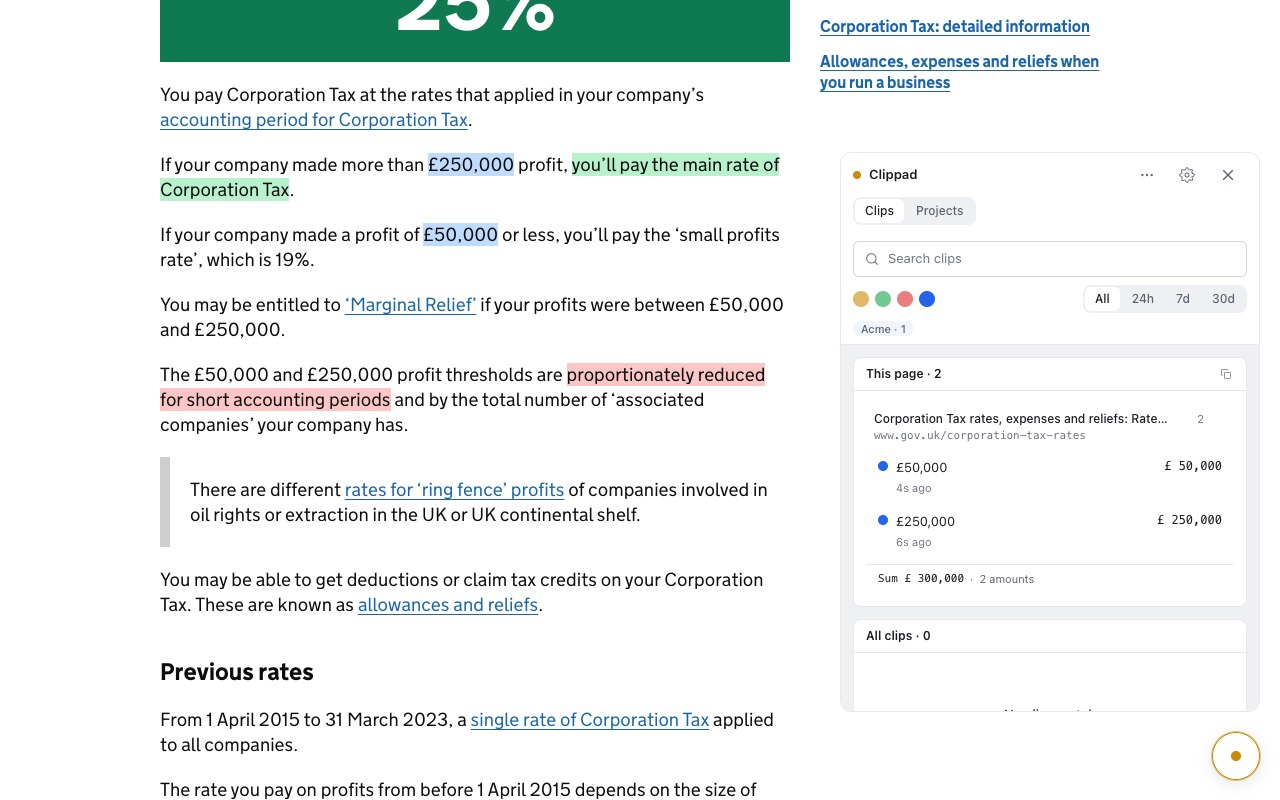 25%
You pay Corporation Tax at the rates that applied in your company’s
accounting period for Corporation Tax.
If your company made more than £250,000 profit, you’ll pay the main rate of
Corporation Tax.
If your company made a profit of £50,000 or less, you’ll pay the ‘small profits
rate’, which is 19%.
You may be entitled to ‘Marginal Relief’ if your profits were between £50,000
and £250,000.
The £50,000 and £250,000 profit thresholds are proportionately reduced
for short accounting periods and by the total number of ‘associated
companies’ your company has.
There are different rates for ‘ring fence’ profits of companies involved in
oil rights or extraction in the UK or UK continental shelf.
You may be able to get deductions or claim tax credits on your Corporation
Tax. These are known as allowances and reliefs.
Previous rates
From 1 April 2015 to 31 March 2023, a single rate of Corporation Tax applied
to all companies.
The rate you pay on profits from before 1 April 2015 depends on the size of
Corporation Tax: detailed information
Allowances, expenses and reliefs when
you run a business
Clippad
Clips Projects
Search clips
All 24h 7d 30d
Acme · 1
This page · 2
Corporation Tax rates, expenses and reliefs: Rate... 2
www.gov.uk/corporation-tax-rates
£50,000 £ 50,000
4s ago
£250,000 £ 250,000
6s ago
Sum £ 300,000 · 2 amounts
All clips · 0